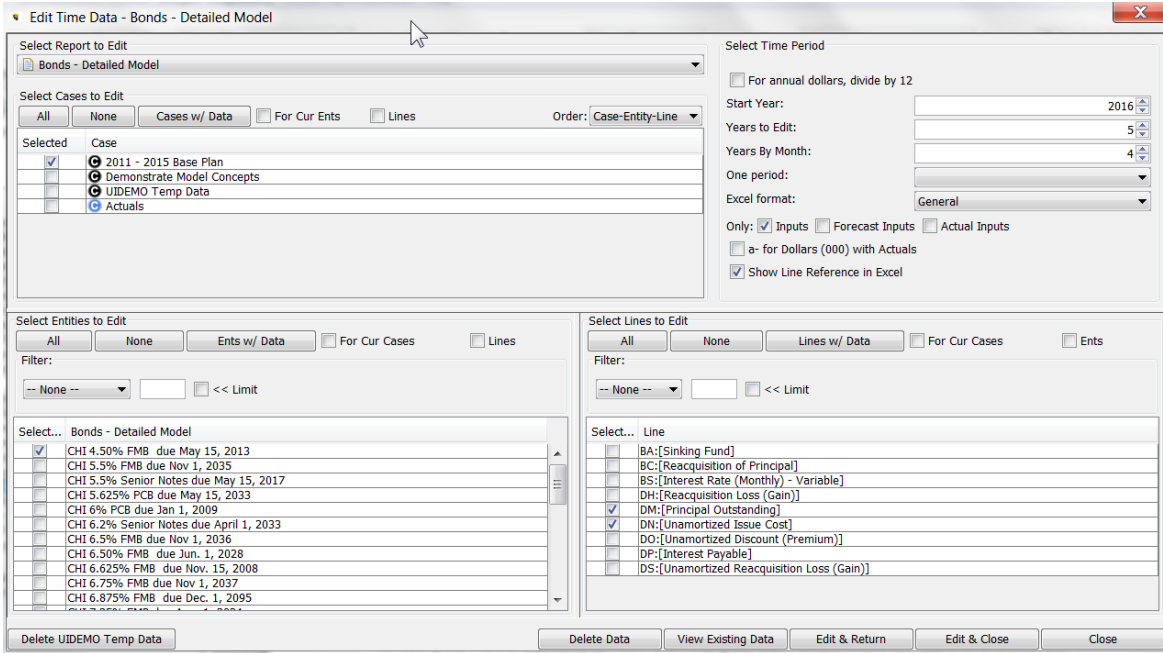 Edit Time Data - Bonds - Detailed Model
X
Select Report to Edit
Bonds - Detailed Model
Select Cases to Edit
All None Cases w/ Data For Cur Ents Lines Order: Case-Entity-Line
Selected Case
C 2011 - 2015 Base Plan
C Demonstrate Model Concepts
C UIDEMO Temp Data
C Actuals
Select Time Period
For annual dollars, divide by 12
Start Year: 2016
Years to Edit: 5
Years By Month: 4
One period:
Excel format: General
Only: Inputs Forecast Inputs Actual Inputs
a- for Dollars (000) with Actuals
Show Line Reference in Excel
Select Entities to Edit
All None Ents w/ Data For Cur Cases Lines
Filter:
-- None -- << Limit
Select... Bonds - Detailed Model
CHI 4.50% FMB due May 15, 2013
CHI 5.5% FMB due Nov 1, 2035
CHI 5.5% Senior Notes due May 15, 2017
CHI 5.625% PCB due May 15, 2033
CHI 6% PCB due Jan 1, 2009
CHI 6.2% Senior Notes due April 1, 2033
CHI 6.5% FMB due Nov 1, 2036
CHI 6.50% FMB due Jun. 1, 2028
CHI 6.625% FMB due Nov. 15, 2008
CHI 6.75% FMB due Nov 1, 2037
CHI 6.875% FMB due Dec. 1, 2095
Select Lines to Edit
All None Lines w/ Data For Cur Cases Ents
Filter:
-- None -- << Limit
Select... Line
BA:[Sinking Fund]
BC:[Reacquisition of Principal]
BS:[Interest Rate (Monthly) - Variable]
DH:[Reacquisition Loss (Gain)]
DM:[Principal Outstanding]
DN:[Unamortized Issue Cost]
DO:[Unamortized Discount (Premium)]
DP:[Interest Payable]
DS:[Unamortized Reacquisition Loss (Gain)]
Delete UIDEMO Temp Data Delete Data View Existing Data Edit & Return Edit & Close Close